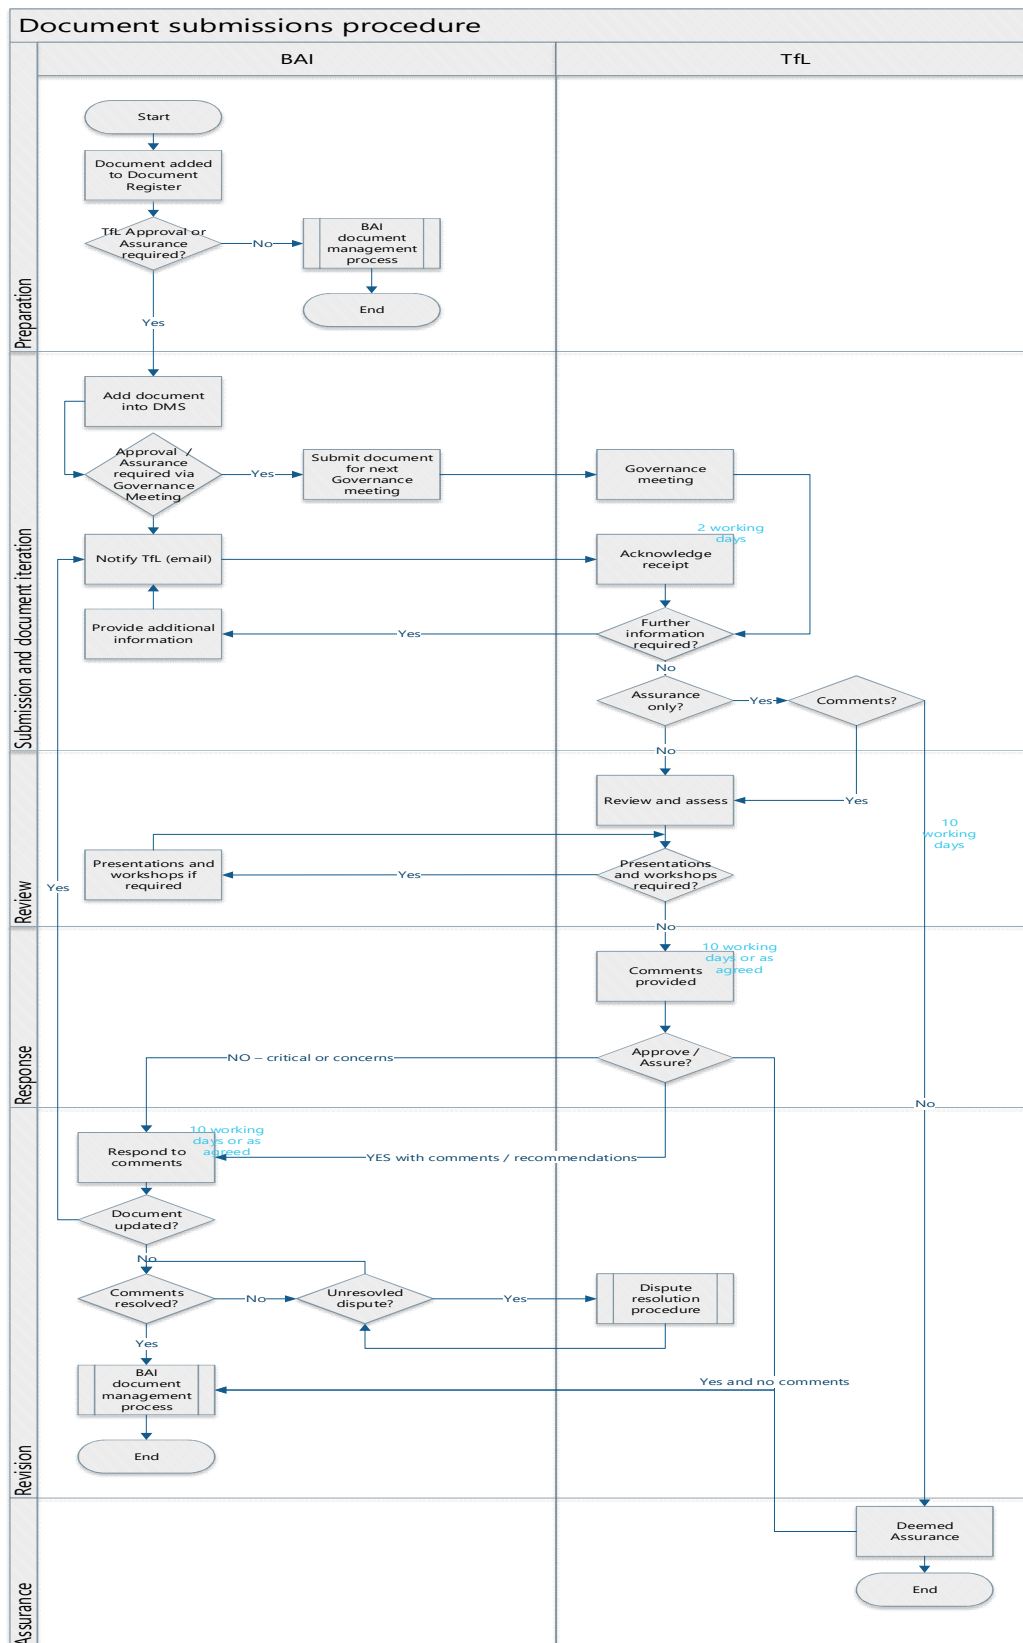 Document submissions procedure
BAI
TfL
Preparation
Start
Document added
to Document
Register
TfL Approval or
Assurance
required?
No
BAI
document
management
process
End
Yes
Submission and document iteration
Add document
into DMS
Approval /
Assurance
required via
Governance
Meeting
Yes
Submit document
for next
Governance
meeting
Governance
meeting
2 working
days
Notify TfL (email)
Acknowledge
receipt
Provide additional
information
Yes
Further
information
required?
No
Assurance
only?
Yes
Comments?
No
Review
Review and assess
Yes
10
working
days
Presentations and
workshops if
required
Yes
Presentations
and workshops
required?
Yes
No
Response
10 working
days or as
agreed
Comments
provided
NO – critical or concerns
Approve /
Assure?
No
Revision
10 working
days or as
agreed
Respond to
comments
YES with comments / recommendations
Document
updated?
No
Comments
resolved?
No
Unresovled
dispute?
Yes
Dispute
resolution
procedure
Yes
BAI
document
management
process
Yes and no comments
End
Assurance
Deemed
Assurance
End